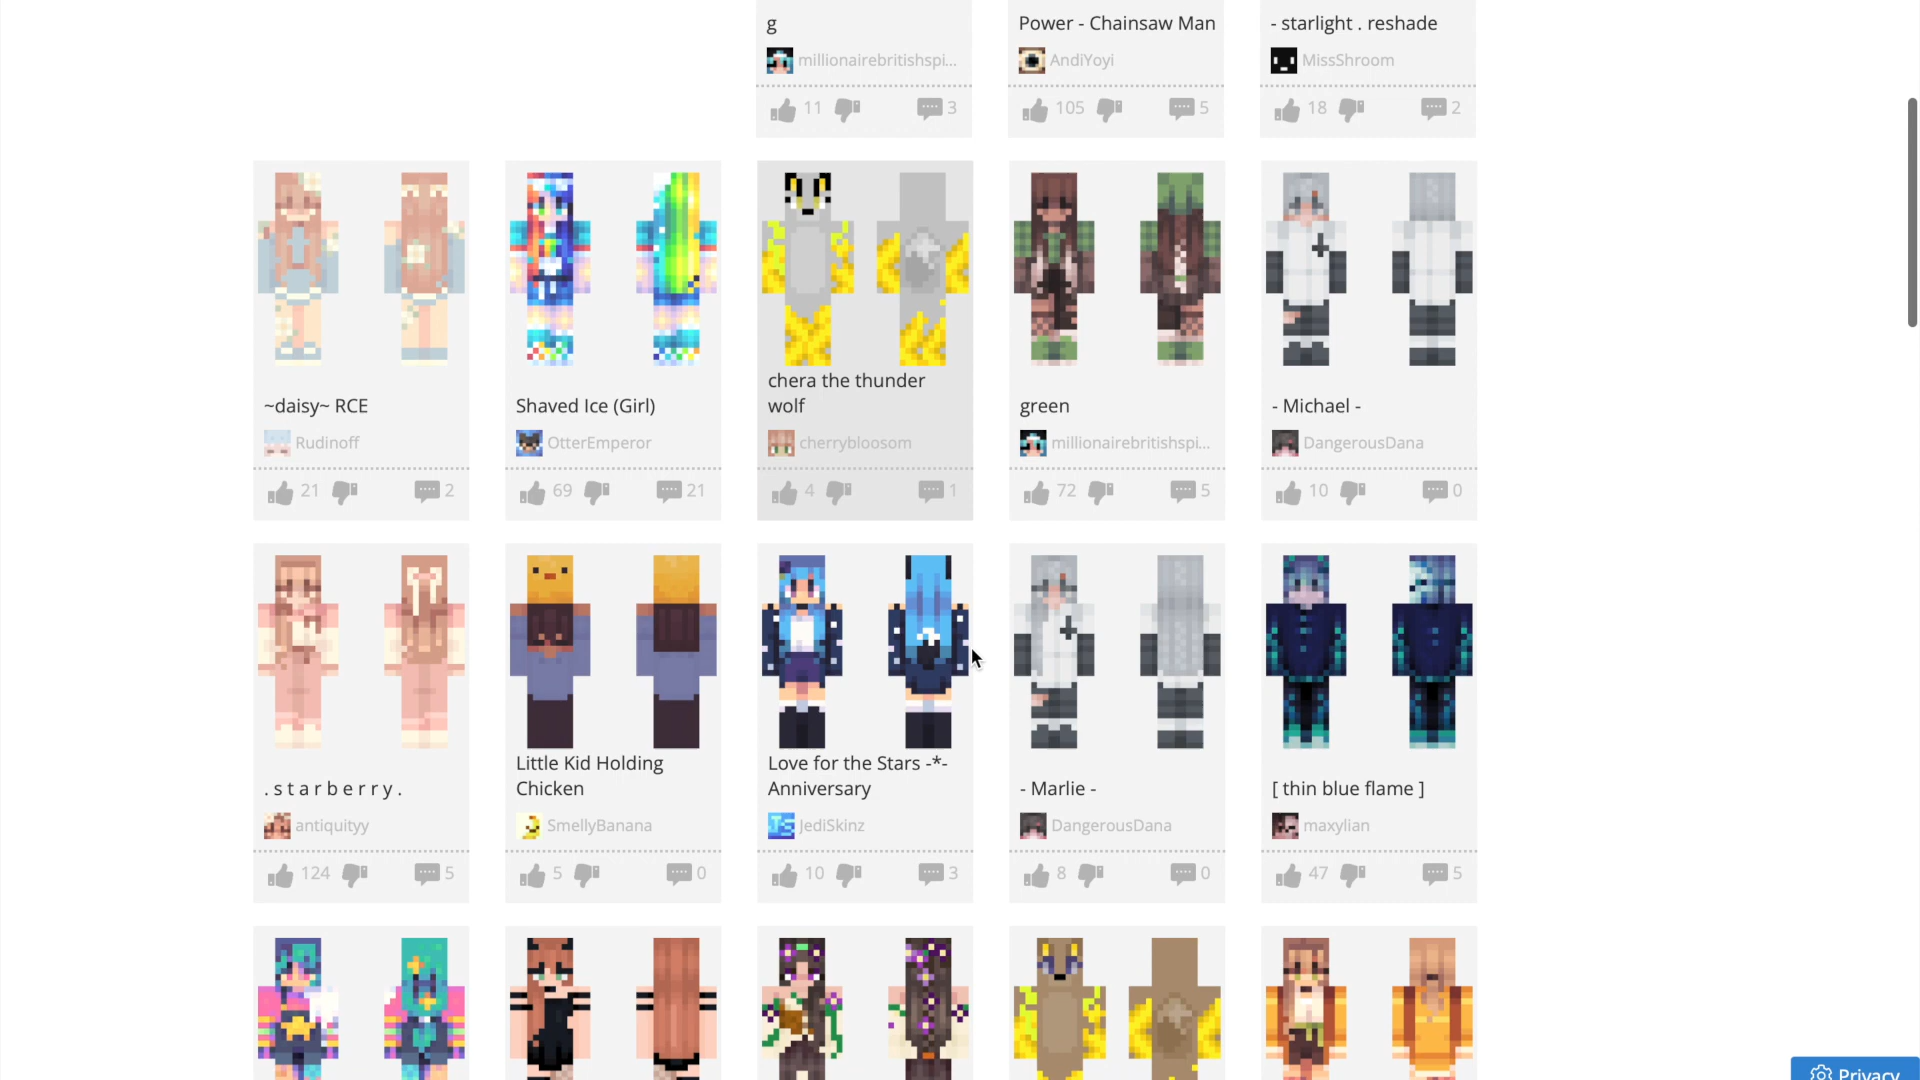 g
Power - Chainsaw Man
- starlight . reshade
millionairebritishspi...
AndiYoyi
MissShroom
11
3
105
5
18
2
~daisy~ RCE
Shaved Ice (Girl)
chera the thunder
wolf
green
- Michael -
Rudinoff
OtterEmperor
cherrybloosom
millionairebritishspi...
DangerousDana
21
2
69
21
4
1
72
5
10
0
. s t a r b e r r y .
Little Kid Holding
Chicken
Love for the Stars -*-
Anniversary
- Marlie -
[ thin blue flame ]
antiquityy
SmellyBanana
JediSkinz
DangerousDana
maxylian
124
5
5
0
10
3
8
0
47
5
Privacy